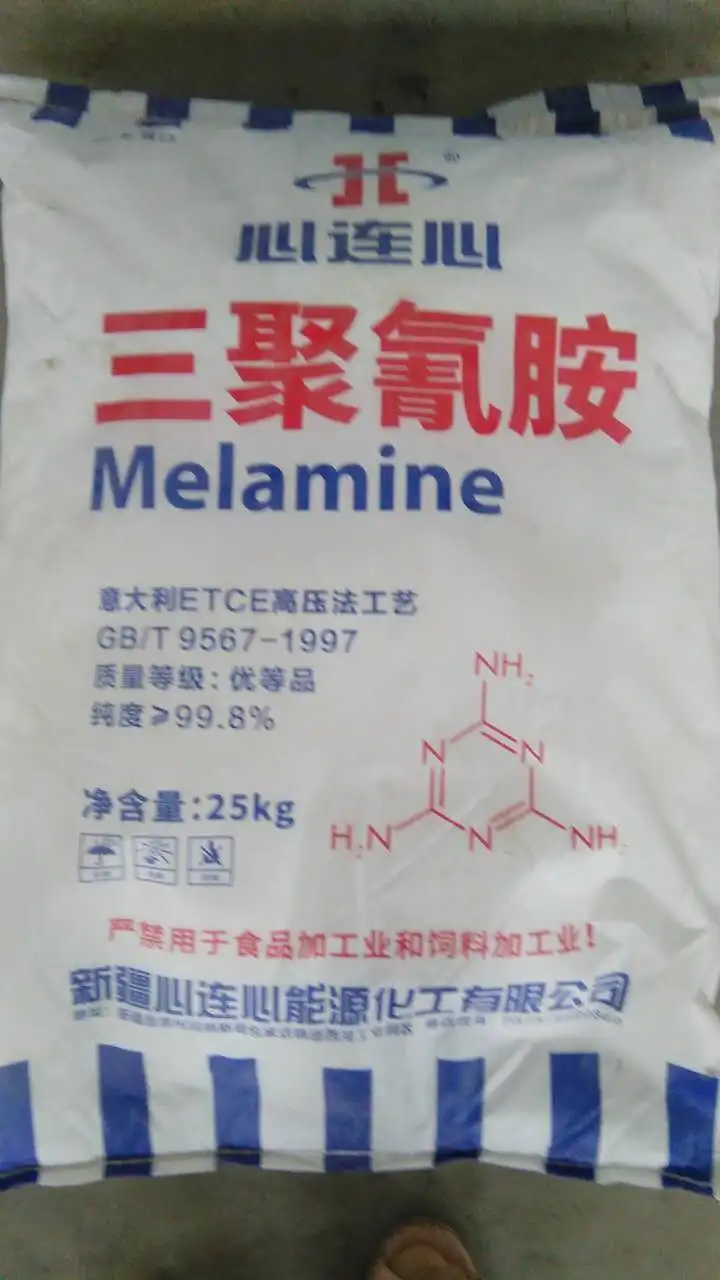 ®
心连心
三聚氰胺
Melamine
意大利ETCE高压法工艺
GB/T 9567-1997
质量等级：优等品
纯度≥99.8%
净含量:25kg
NH₂
N N
H₂N N NH₂
严禁用于食品加工业和饲料加工业!
新疆心连心能源化工有限公司